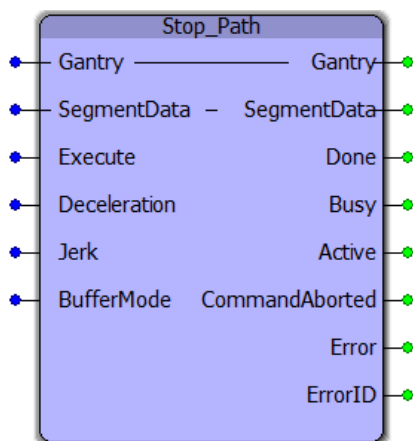 Stop_Path
Gantry Gantry
SegmentData SegmentData
Execute Done
Deceleration Busy
Jerk Active
BufferMode CommandAborted
Error
ErrorID